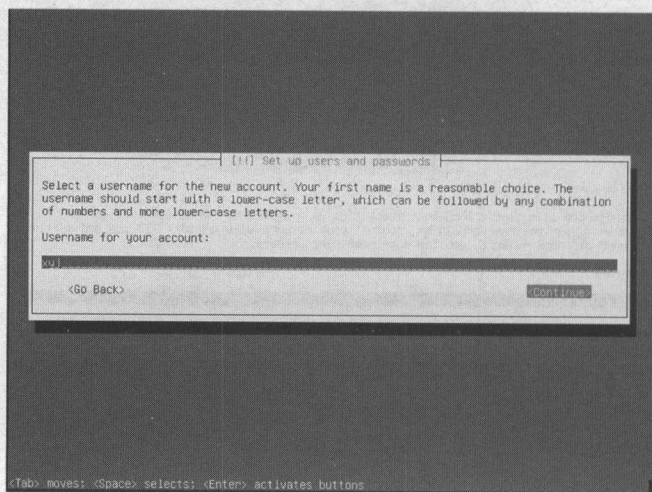 [!!] Set up users and passwords
Select a username for the new account. Your first name is a reasonable choice. The
username should start with a lower-case letter, which can be followed by any combination
of numbers and more lower-case letters.
Username for your account:
xyj
<Go Back>
<Continue>
<Tab> moves; <Space> selects; <Enter> activates buttons